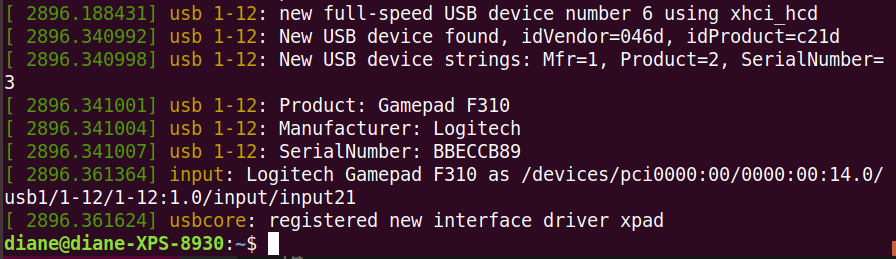 [ 2896.188431] usb 1-12: new full-speed USB device number 6 using xhci_hcd
[ 2896.340992] usb 1-12: New USB device found, idVendor=046d, idProduct=c21d
[ 2896.340998] usb 1-12: New USB device strings: Mfr=1, Product=2, SerialNumber=
3
[ 2896.341001] usb 1-12: Product: Gamepad F310
[ 2896.341004] usb 1-12: Manufacturer: Logitech
[ 2896.341007] usb 1-12: SerialNumber: BBECCB89
[ 2896.361364] input: Logitech Gamepad F310 as /devices/pci0000:00/0000:00:14.0/
usb1/1-12/1-12:1.0/input/input21
[ 2896.361624] usbcore: registered new interface driver xpad
diane@diane-XPS-8930:~$